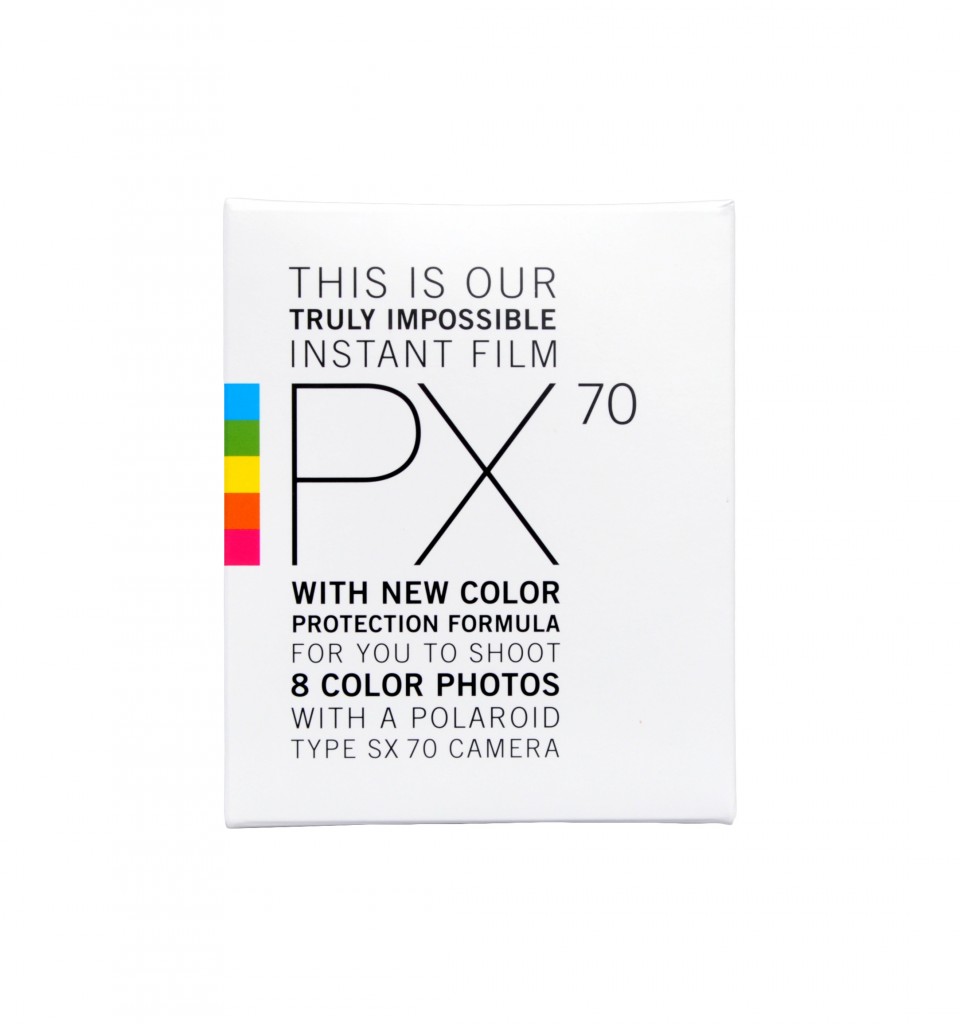 THIS IS OUR
TRULY IMPOSSIBLE
INSTANT FILM
PX 70
WITH NEW COLOR
PROTECTION FORMULA
FOR YOU TO SHOOT
8 COLOR PHOTOS
WITH A POLAROID
TYPE SX 70 CAMERA